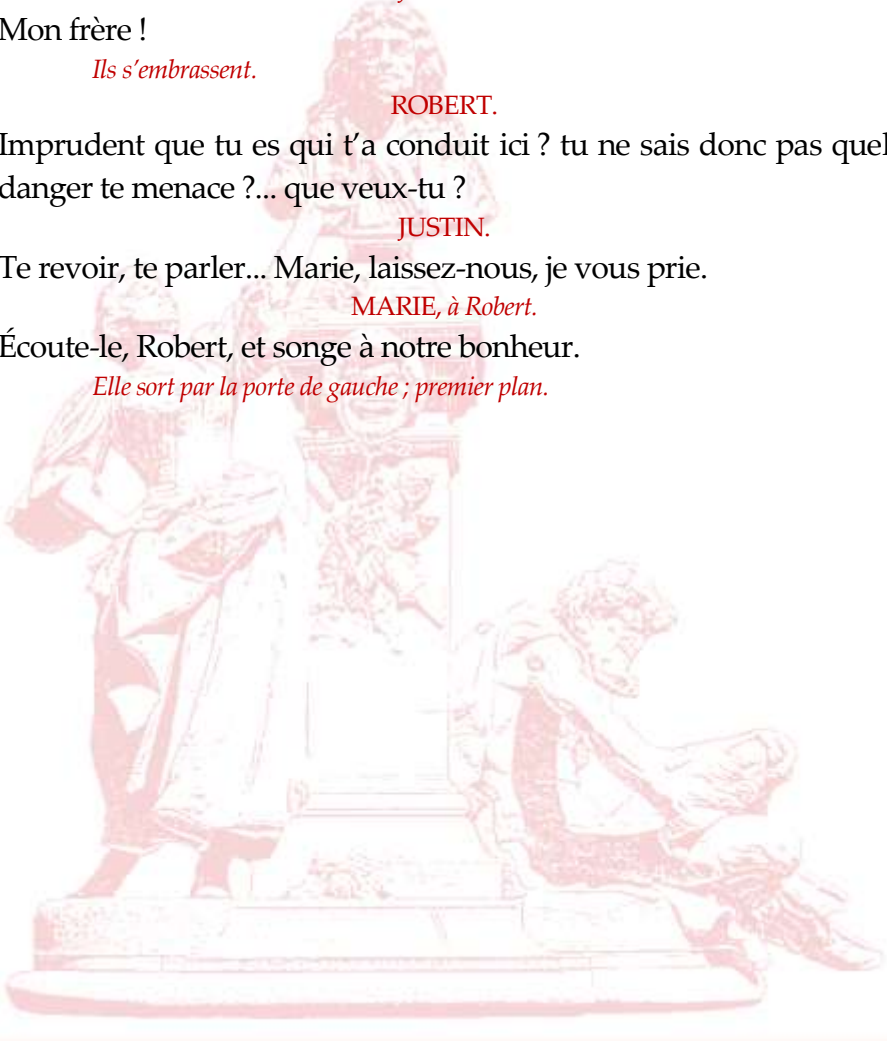 Mon frère !
Ils s’embrassent.
ROBERT.
Imprudent que tu es qui t’a conduit ici ? tu ne sais donc pas quel
danger te menace ?... que veux-tu ?
JUSTIN.
Te revoir, te parler... Marie, laissez-nous, je vous prie.
MARIE, à Robert.
Écoute-le, Robert, et songe à notre bonheur.
Elle sort par la porte de gauche ; premier plan.